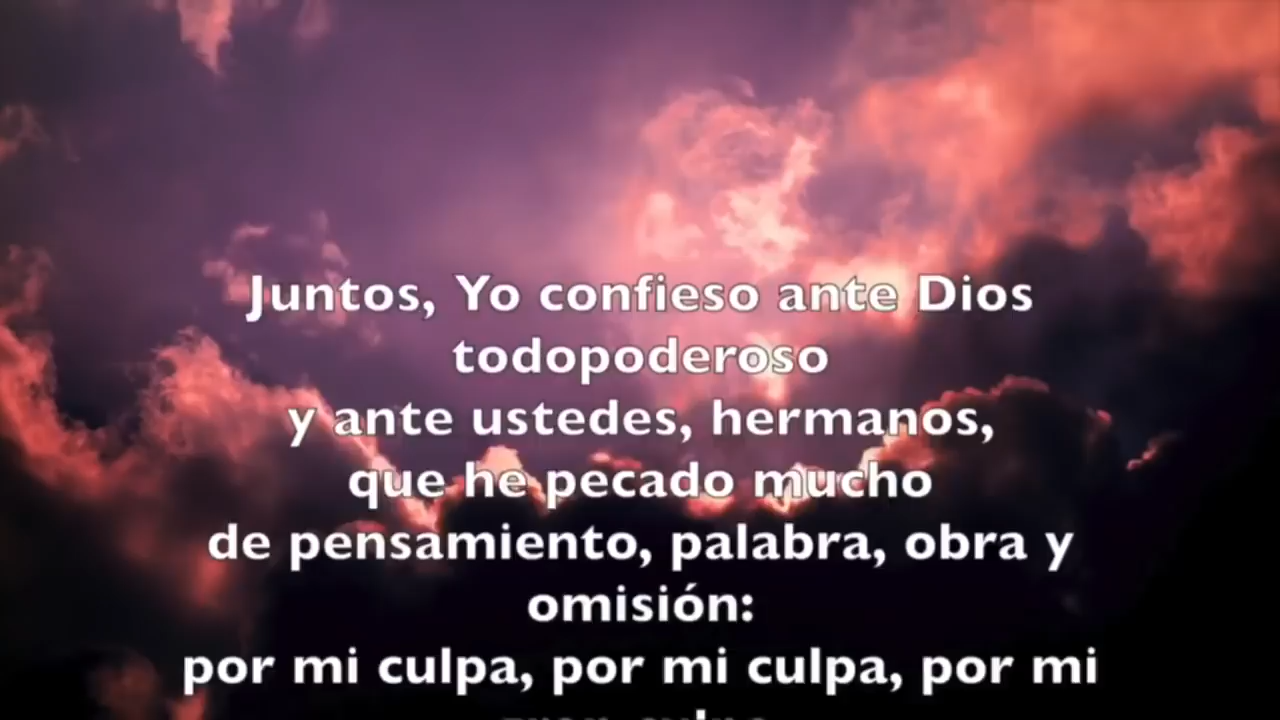 Juntos, Yo confieso ante Dios
todopoderoso
y ante ustedes, hermanos,
que he pecado mucho
de pensamiento, palabra, obra y
omisión:
por mi culpa, por mi culpa, por mi